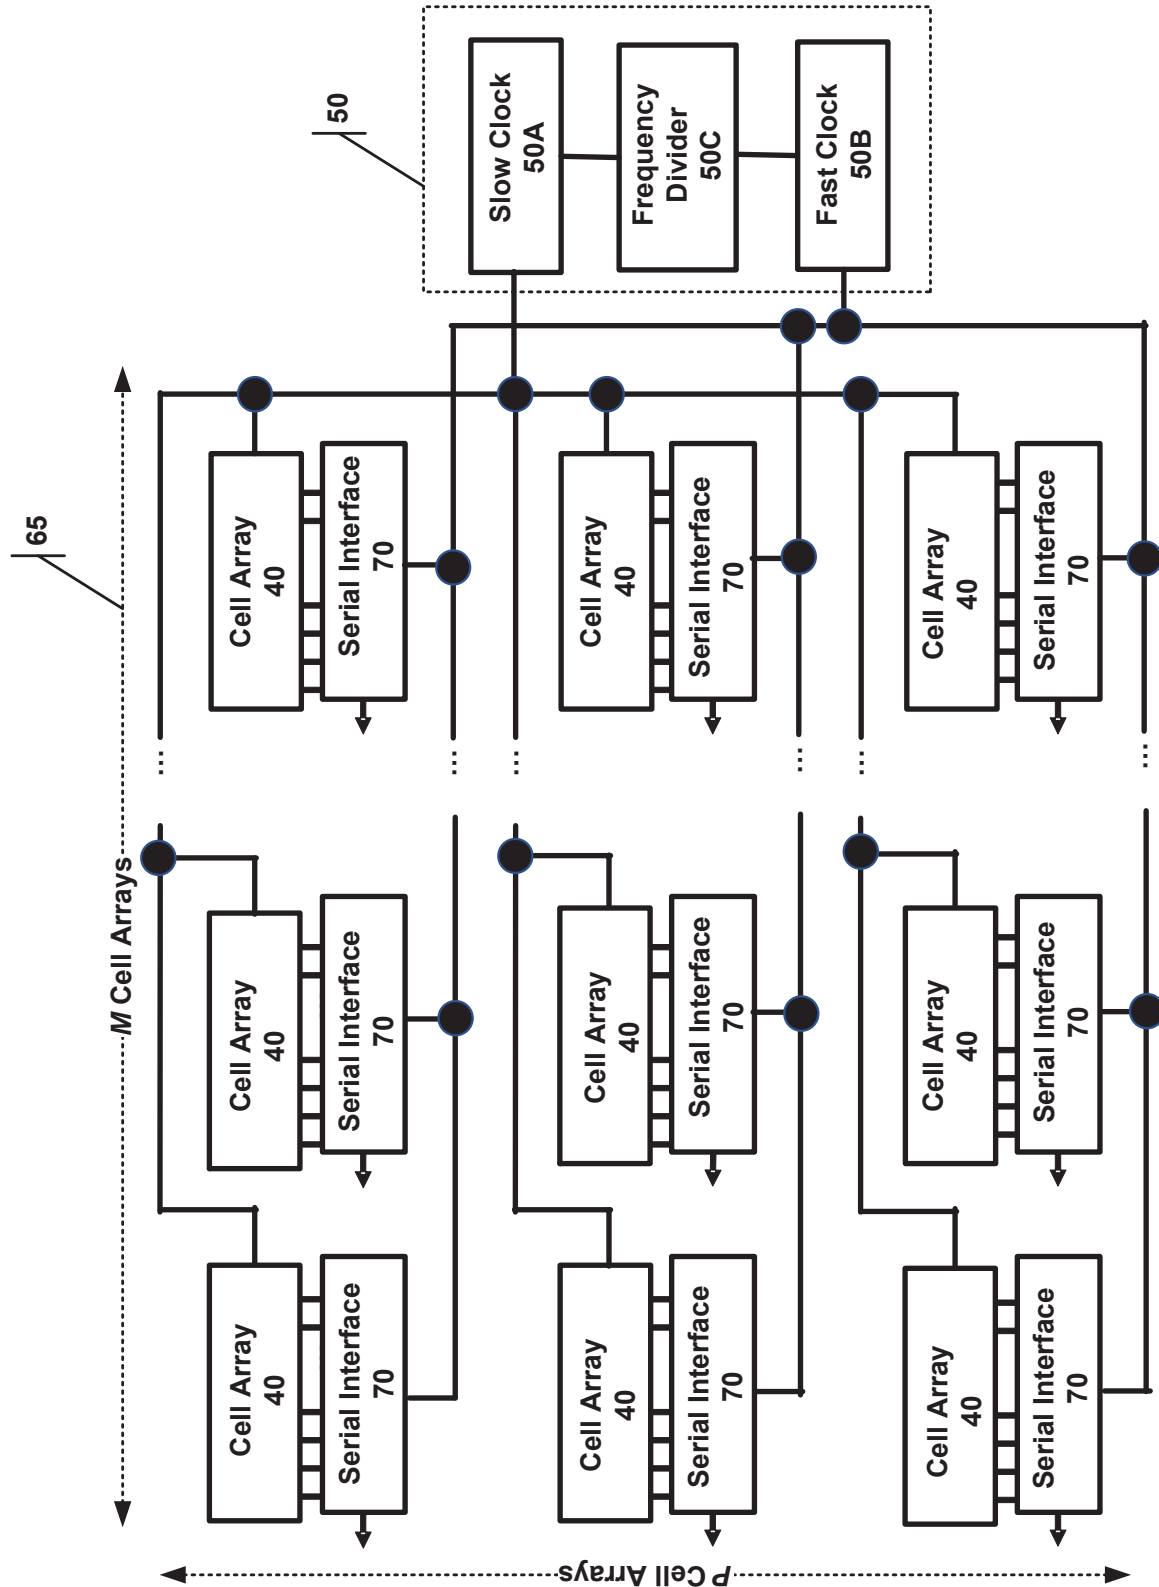 65
M Cell Arrays
P Cell Arrays
...
Cell Array
40
Cell Array
40
Cell Array
40
Serial Interface
70
Serial Interface
70
Serial Interface
70
...
...
Cell Array
40
Cell Array
40
Cell Array
40
Serial Interface
70
Serial Interface
70
Serial Interface
70
...
...
Cell Array
40
Cell Array
40
Cell Array
40
Serial Interface
70
Serial Interface
70
Serial Interface
70
...
50
Slow Clock
50A
Frequency
Divider
50C
Fast Clock
50B